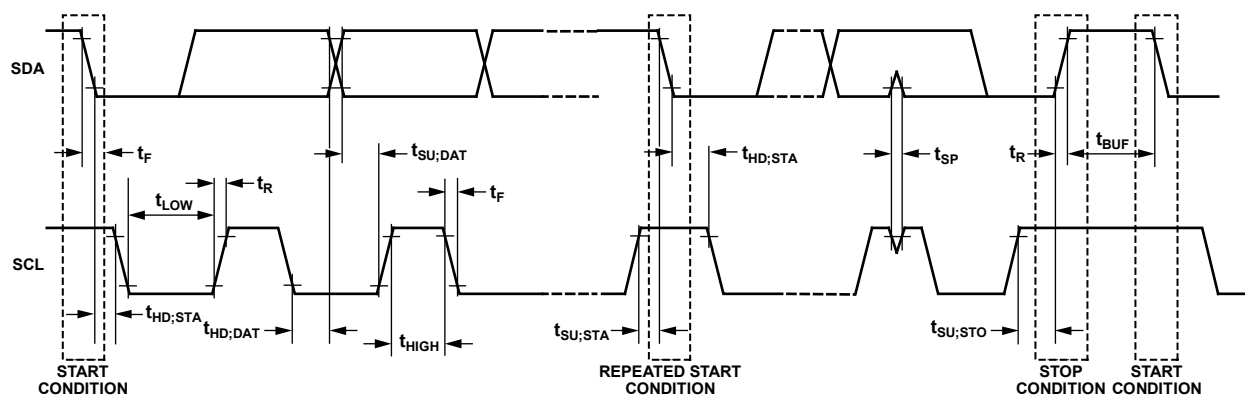 SDA
tF
tSU;DAT
tHD;STA
tSP
tR
tBUF
tLOW
tR
tF
SCL
tHD;STA
tHD;DAT
tHIGH
tSU;STA
tSU;STO
START
CONDITION
REPEATED START
CONDITION
STOP
CONDITION
START
CONDITION